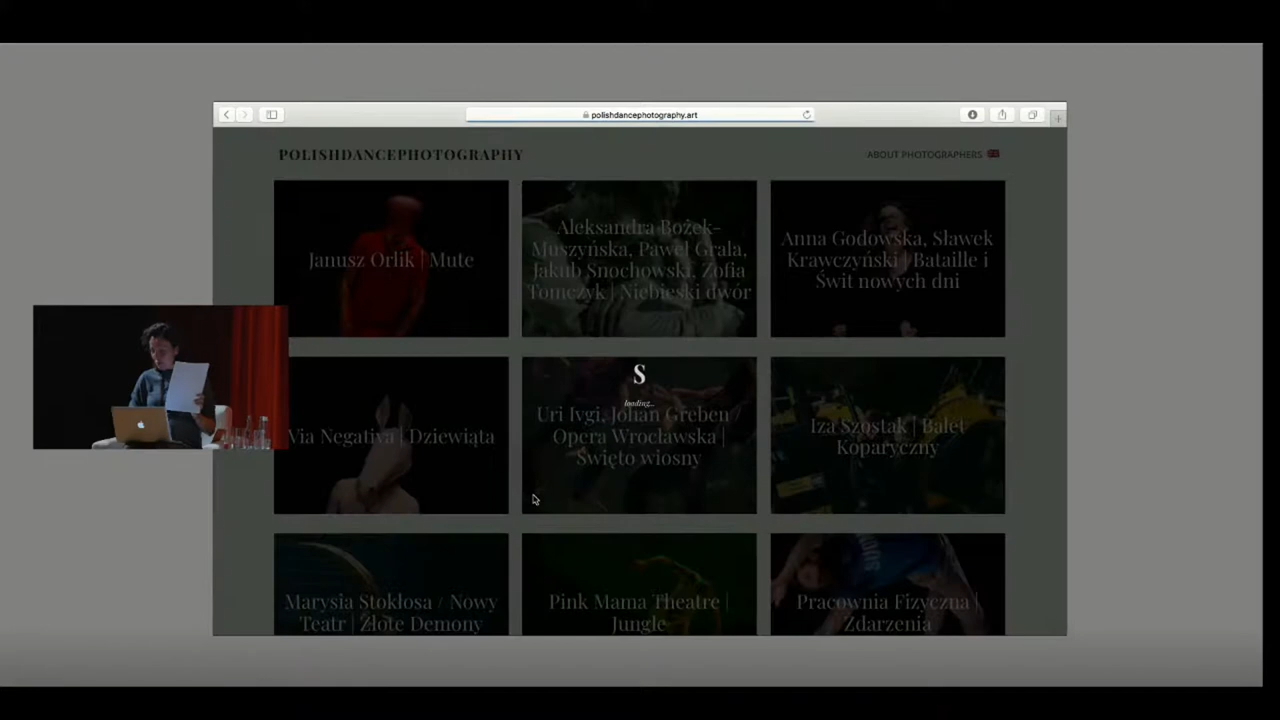 polishdancephotography.art
POLISHDANCEPHOTOGRAPHY
ABOUT PHOTOGRAPHERS
Janusz Orlik | Mute
Aleksandra Bożek-
Muszyńska, Paweł Grala,
Jakub Snochowski, Zofia
Tomczyk | Niebieski dwór
Anna Godowska, Sławek
Krawczyński | Bataille i
Świt nowych dni
Via Negativa | Dziewiąta
S
loading...
Uri Ivgi, Johan Greben /
Opera Wrocławska |
Święto wiosny
Iza Szostak | Balet
Koparyczny
Marysia Stokłosa / Nowy
Teatr | Złote Demony
Pink Mama Theatre |
Jungle
Pracownia Fizyczna |
Zdarzenia